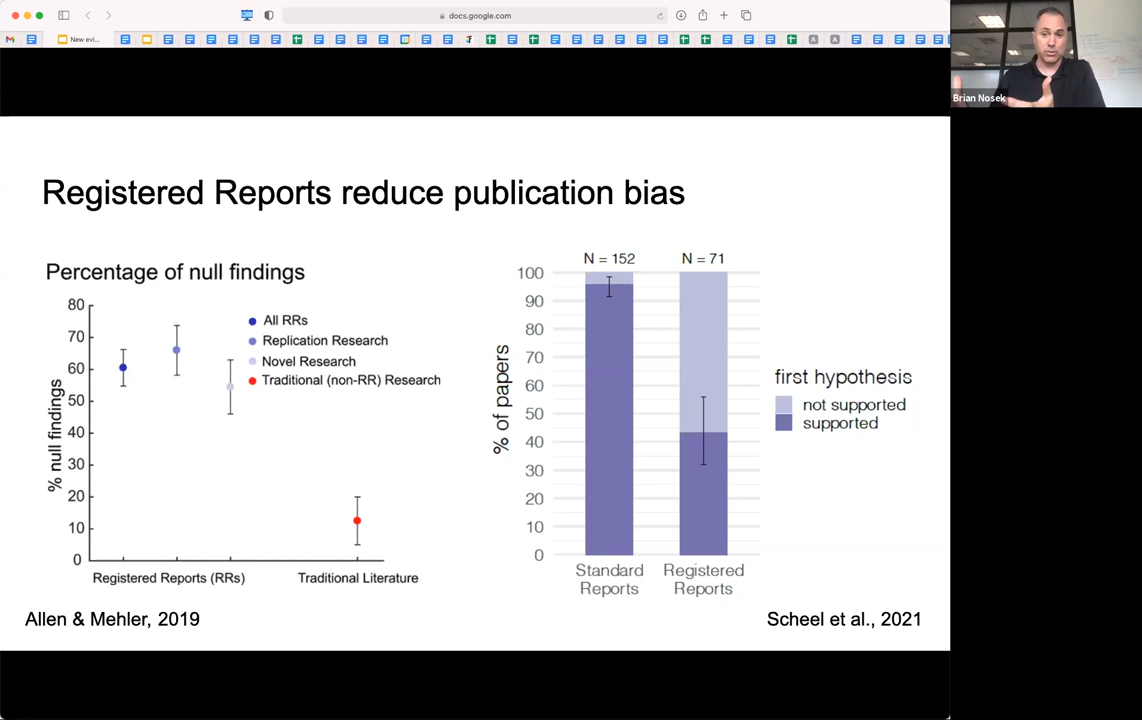 docs.google.com
New evi...
Brian Nosek
Registered Reports reduce publication bias
Percentage of null findings
% null findings
80
70
60
50
40
30
20
10
0
All RRs
Replication Research
Novel Research
Traditional (non-RR) Research
Registered Reports (RRs)
Traditional Literature
Allen & Mehler, 2019
N = 152
N = 71
% of papers
100
90
80
70
60
50
40
30
20
10
0
Standard
Reports
Registered
Reports
first hypothesis
not supported
supported
Scheel et al., 2021